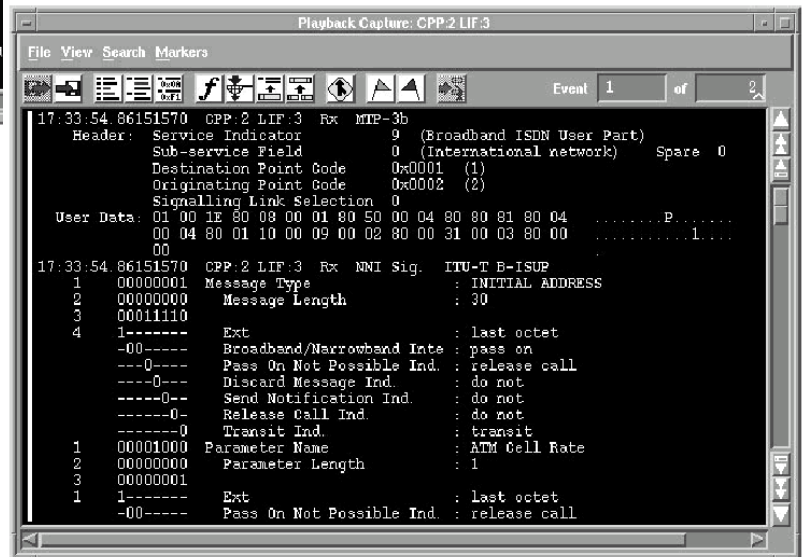 Playback Capture: CPP:2 LIF:3
File View Search Markers
Event 1 of 2
17:33:54.86151570 CPP:2 LIF:3 Rx MTP-3b
Header: Service Indicator 9 (Broadband ISDN User Part)
Sub-service Field 0 (International network) Spare 0
Destination Point Code 0x0001 (1)
Originating Point Code 0x0002 (2)
Signalling Link Selection 0
User Data: 01 00 1E 80 08 00 01 80 50 00 04 80 80 81 80 04 ........P.......
00 04 80 01 10 00 09 00 02 80 00 31 00 03 80 00 ...........1....
00 .
17:33:54.86151570 CPP:2 LIF:3 Rx NNI Sig. ITU-T B-ISUP
1 00000001 Message Type : INITIAL ADDRESS
2 00000000 Message Length : 30
3 00011110
4 1------- Ext : last octet
-00----- Broadband/Narrowband Inte : pass on
---0---- Pass On Not Possible Ind. : release call
----0--- Discard Message Ind. : do not
-----0-- Send Notification Ind. : do not
------0- Release Call Ind. : do not
-------0 Transit Ind. : transit
1 00001000 Parameter Name : ATM Cell Rate
2 00000000 Parameter Length : 1
3 00000001
1 1------- Ext : last octet
-00----- Pass On Not Possible Ind. : release call